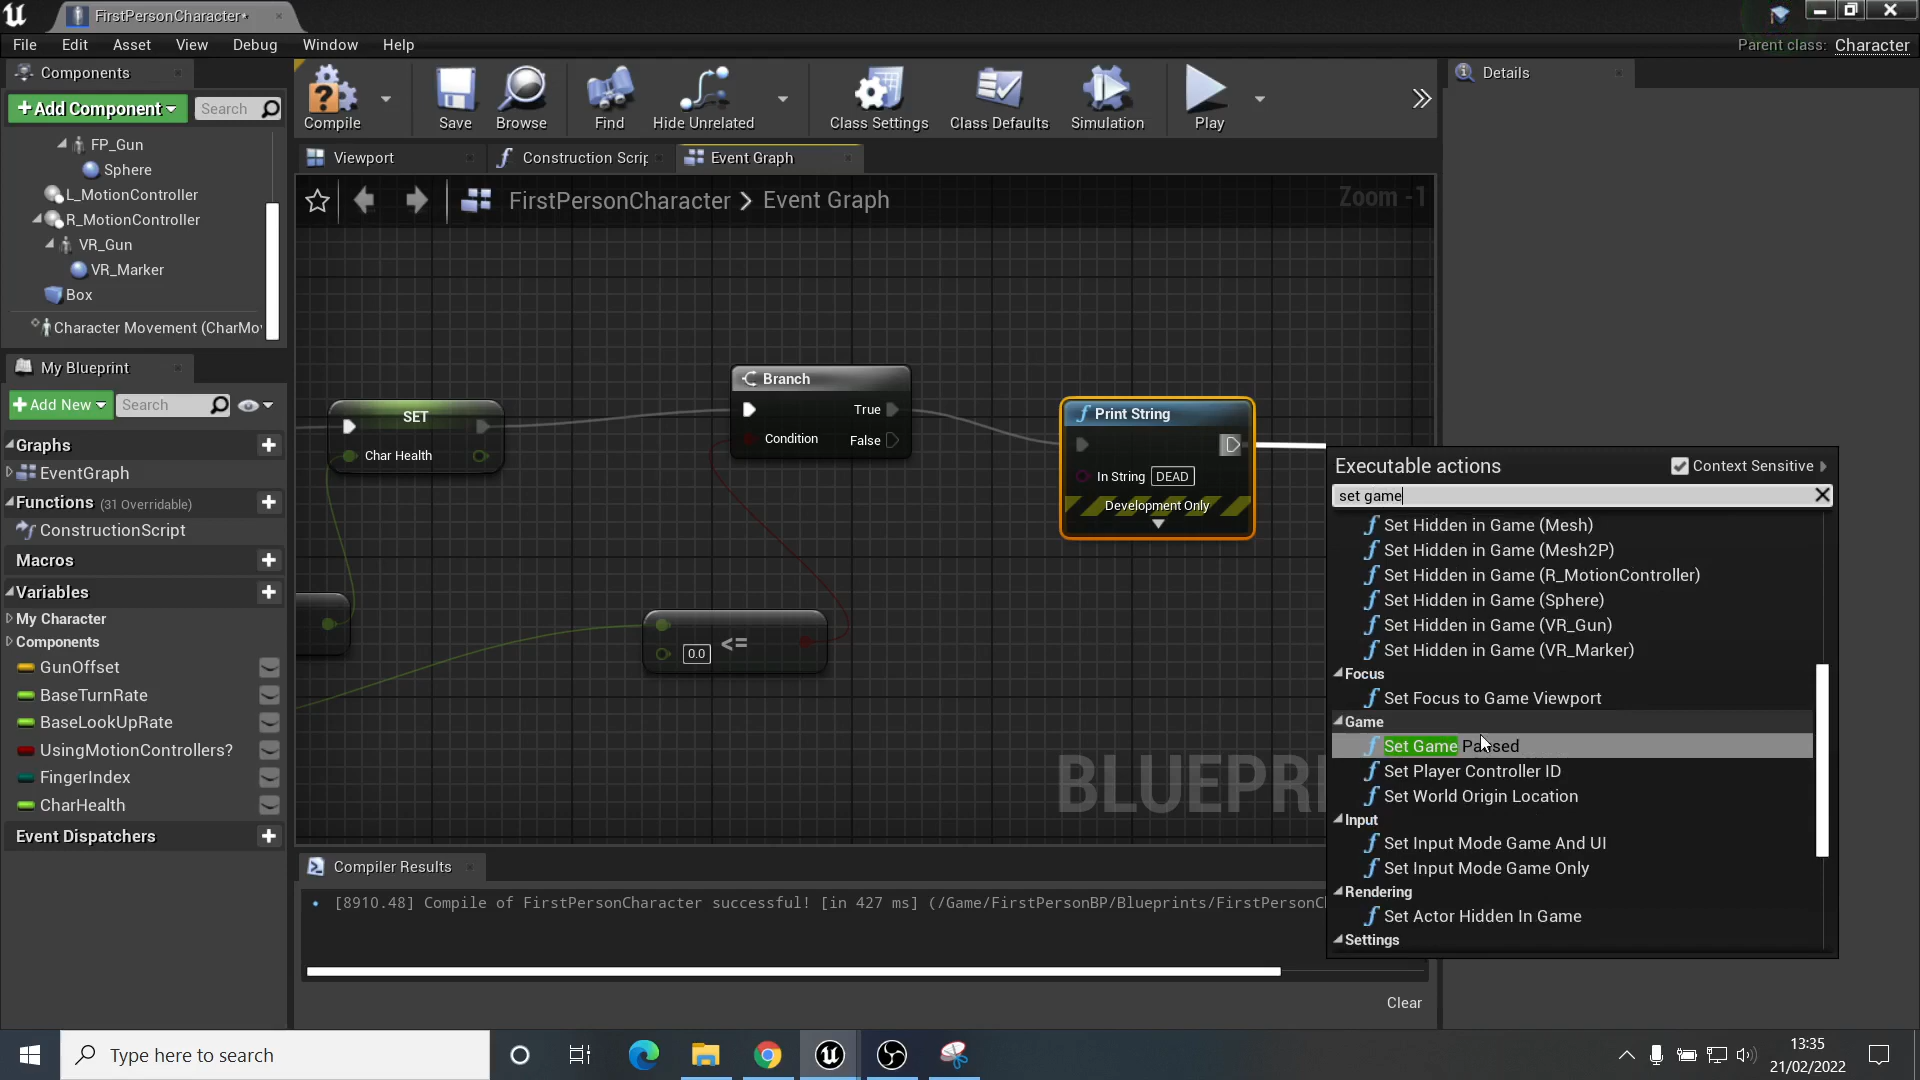 FirstPersonCharacter*
File Edit Asset View Debug Window Help
Parent class: Character
Components
+Add Component
Search
FP_Gun
Sphere
L_MotionController
R_MotionController
VR_Gun
VR_Marker
Box
Character Movement (CharMo
My Blueprint
+Add New
Search
Graphs
EventGraph
Functions (31 Overridable)
ConstructionScript
Macros
Variables
My Character
Components
GunOffset
BaseTurnRate
BaseLookUpRate
UsingMotionControllers?
FingerIndex
CharHealth
Event Dispatchers
Compile
Save
Browse
Find
Hide Unrelated
Class Settings
Class Defaults
Simulation
Play
Viewport
Construction Scrip
Event Graph
FirstPersonCharacter > Event Graph
Zoom -1
SET
Char Health
Branch
True
Condition
False
Print String
In String DEAD
Development Only
0.0 <=
BLUEPRI
Compiler Results
[8910.48] Compile of FirstPersonCharacter successful! [in 427 ms] (/Game/FirstPersonBP/Blueprints/FirstPersonC
Clear
Details
Executable actions
Context Sensitive
set game
Set Hidden in Game (Mesh)
Set Hidden in Game (Mesh2P)
Set Hidden in Game (R_MotionController)
Set Hidden in Game (Sphere)
Set Hidden in Game (VR_Gun)
Set Hidden in Game (VR_Marker)
Focus
Set Focus to Game Viewport
Game
Set Game Paused
Set Player Controller ID
Set World Origin Location
Input
Set Input Mode Game And UI
Set Input Mode Game Only
Rendering
Set Actor Hidden In Game
Settings
Type here to search
13:35
21/02/2022